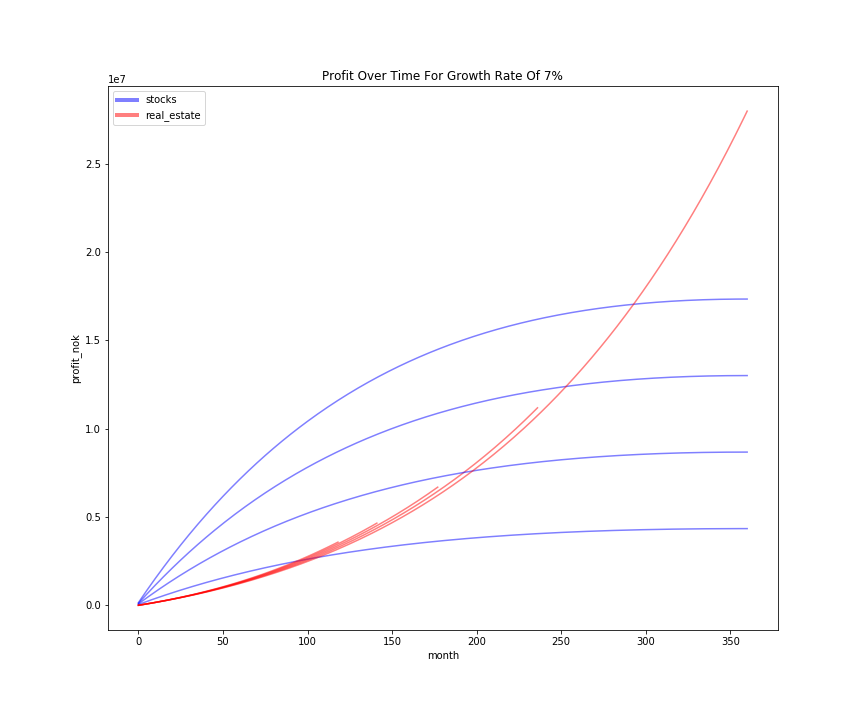 Profit Over Time For Growth Rate Of 7%
1e7
stocks
real_estate
2.5
2.0
1.5
1.0
0.5
0.0
profit_nok
0 50 100 150 200 250 300 350
month